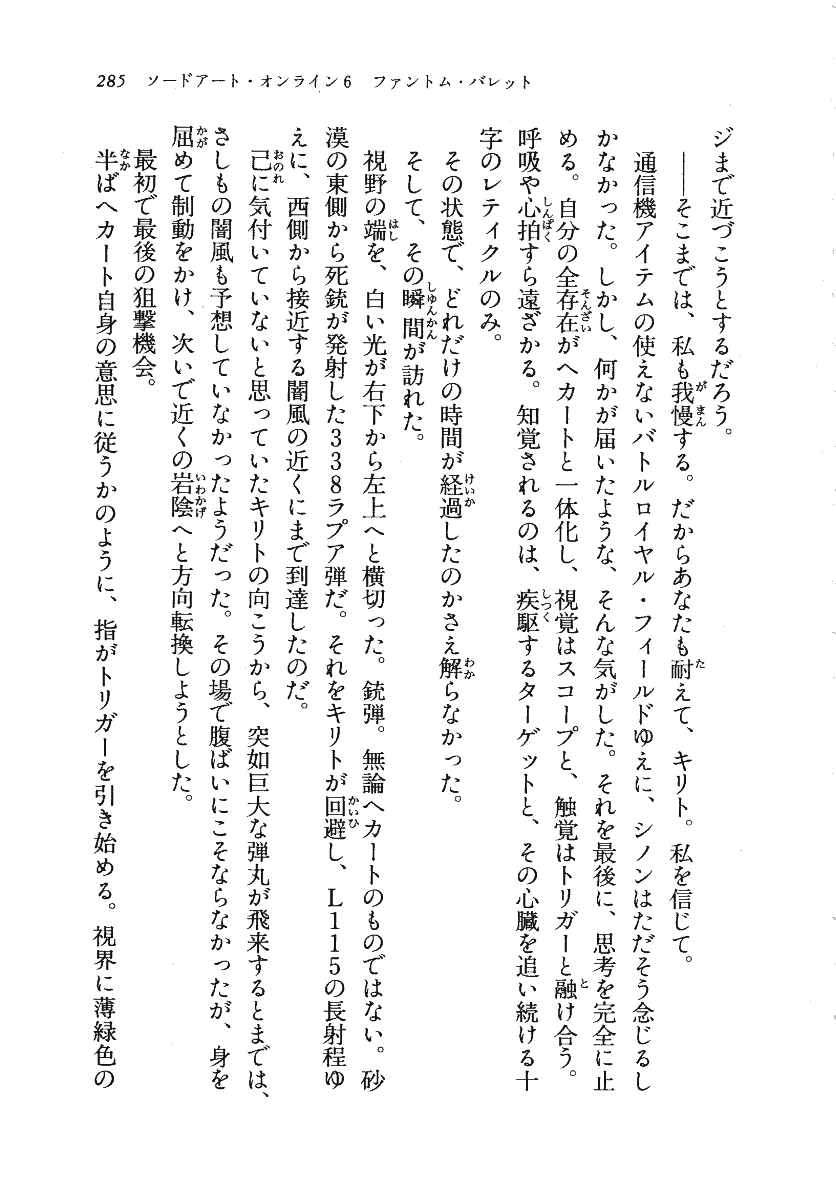 285 ソードアート・オンライン6 ファントム・バレット
ジまで近づこうとするだろう。
――そこまでは、私も我慢する。だからあなたも耐えて、キリト。私を信じて。
通信機アイテムの使えないバトルロイヤル・フィールドゆえに、シノンはただそう念じるし
かなかった。しかし、何かが届いたような、そんな気がした。それを最後に、思考を完全に止
める。自分の全存在がヘカートと一体化し、視覚はスコープと、触覚はトリガーと融け合う。
呼吸や心拍すら遠ざかる。知覚されるのは、疾駆するターゲットと、その心臓を追い続ける十
字のレティクルのみ。
その状態で、どれだけの時間が経過したのかさえ解らなかった。
そして、その瞬間が訪れた。
視野の端を、白い光が右下から左上へと横切った。銃弾。無論ヘカートのものではない。砂
漠の東側から死銃が発射した338ラプア弾だ。それをキリトが回避し、L115の長射程ゆ
えに、西側から接近する闇風の近くにまで到達したのだ。
己に気付いていないと思っていたキリトの向こうから、突如巨大な弾丸が飛来するとまでは、
さしもの闇風も予想していなかったようだった。その場で腹ばいにこそならなかったが、身を
屈めて制動をかけ、次いで近くの岩陰へと方向転換しようとした。
最初で最後の狙撃機会。
半ばヘカート自身の意思に従うかのように、指がトリガーを引き始める。視界に薄緑色の